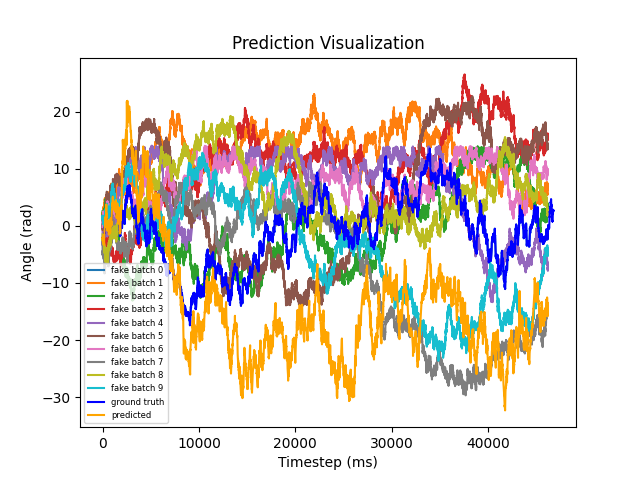 Prediction Visualization
Angle (rad)
20
10
0
−10
−20
−30
fake batch 0
fake batch 1
fake batch 2
fake batch 3
fake batch 4
fake batch 5
fake batch 6
fake batch 7
fake batch 8
fake batch 9
ground truth
predicted
0
10000
20000
30000
40000
Timestep (ms)